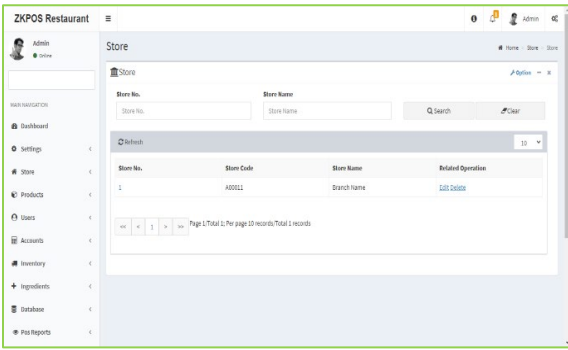 ZKPOS Restaurant
1
Admin
Admin
Online
Store
Home > Store > Store
MAIN NAVIGATION
Dashboard
Settings
Store
Products
Users
Accounts
Inventory
Ingredients
Database
Pos Reports
Store
Option
Store No.
Store Name
Store No.
Store Name
Search
Clear
Refresh
10
Store No. Store Code Store Name Related Operation
1 A00011 Branch Name Edit Delete
<< < 1 > >> Page 1/Total 1; Per page 10 records/Total 1 records